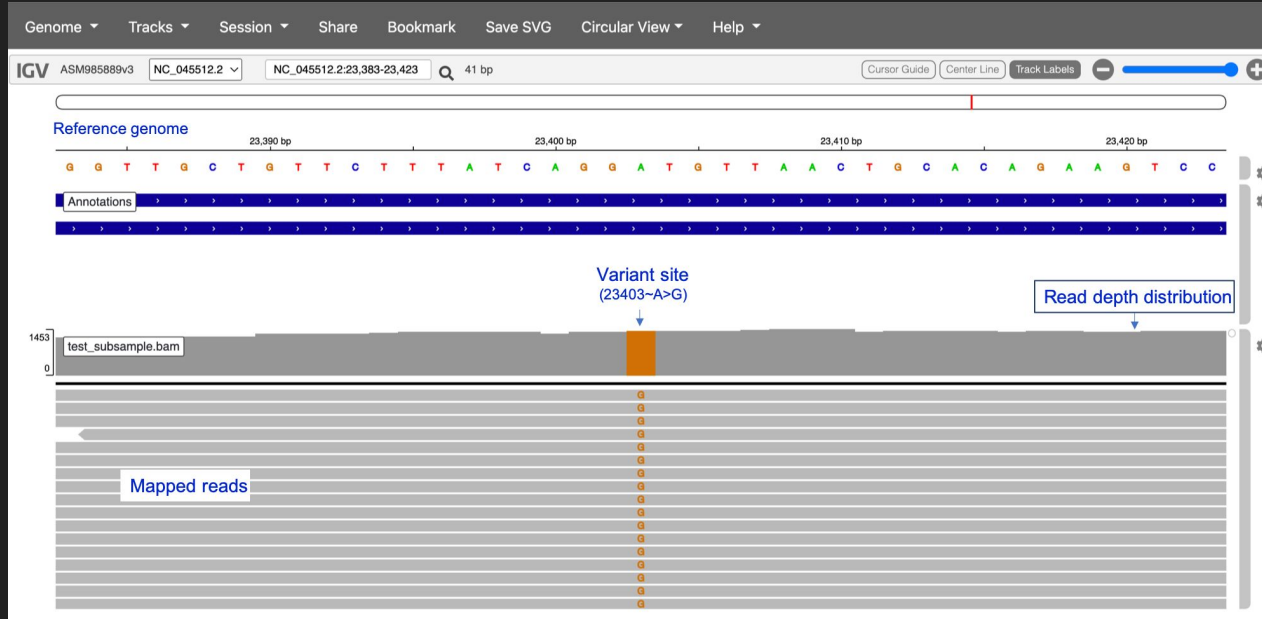 Genome Tracks Session Share Bookmark Save SVG Circular View Help
IGV ASM985889v3 NC_045512.2 NC_045512.2:23,383-23,423 41 bp Cursor Guide Center Line Track Labels
Reference genome
23,390 bp 23,400 bp 23,410 bp 23,420 bp
G G T T G C T G T T C T T T A T C A G G A T G T T A A C T G C A C A G A A G T C C
Annotations
Variant site
(23403~A>G)
Read depth distribution
1453
test_subsample.bam
0
G
G
G
G
G
G
G
Mapped reads
G
G
G
G
G
G
G
G
G
G